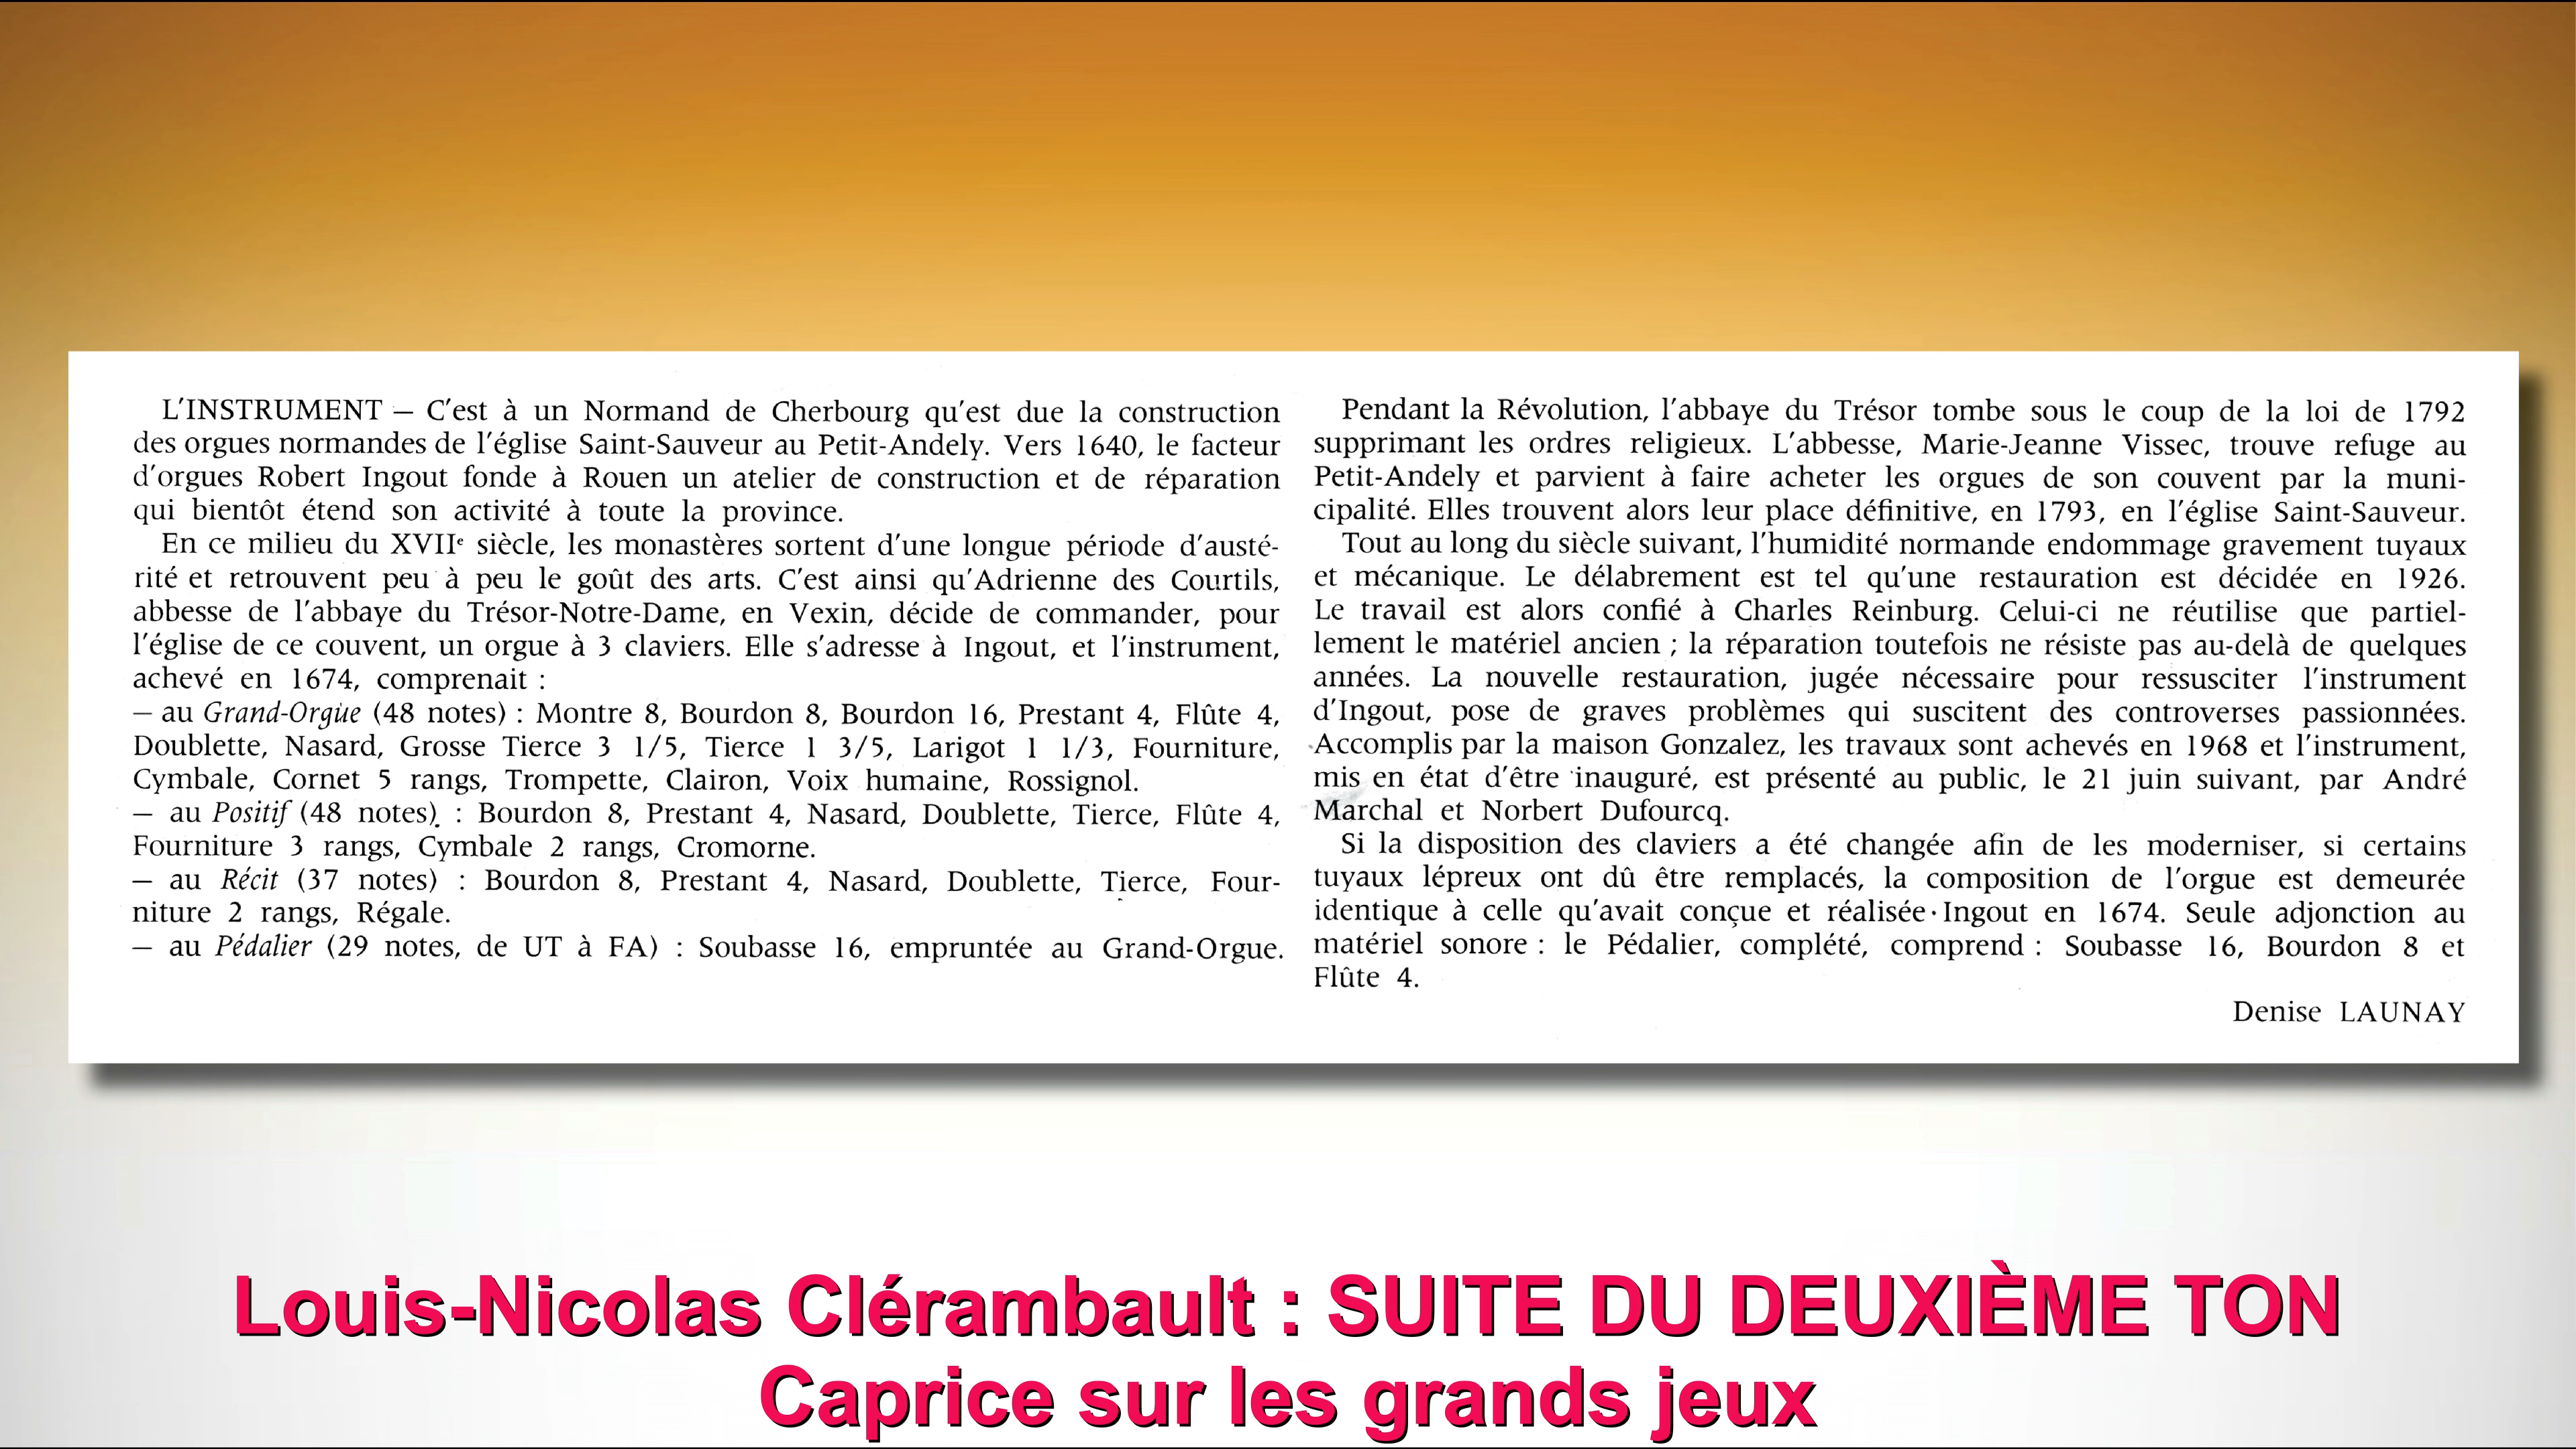 L'INSTRUMENT — C'est à un Normand de Cherbourg qu'est due la construction
des orgues normandes de l'église Saint-Sauveur au Petit-Andely. Vers 1640, le facteur
d'orgues Robert Ingout fonde à Rouen un atelier de construction et de réparation
qui bientôt étend son activité à toute la province.
En ce milieu du XVIIe siècle, les monastères sortent d'une longue période d'austé-
rité et retrouvent peu à peu le goût des arts. C'est ainsi qu'Adrienne des Courtils,
abbesse de l'abbaye du Trésor-Notre-Dame, en Vexin, décide de commander, pour
l'église de ce couvent, un orgue à 3 claviers. Elle s'adresse à Ingout, et l'instrument,
achevé en 1674, comprenait :
— au Grand-Orgue (48 notes) : Montre 8, Bourdon 8, Bourdon 16, Prestant 4, Flûte 4,
Doublette, Nasard, Grosse Tierce 3 1/5, Tierce 1 3/5, Larigot 1 1/3, Fourniture,
Cymbale, Cornet 5 rangs, Trompette, Clairon, Voix humaine, Rossignol.
— au Positif (48 notes) : Bourdon 8, Prestant 4, Nasard, Doublette, Tierce, Flûte 4,
Fourniture 3 rangs, Cymbale 2 rangs, Cromorne.
— au Récit (37 notes) : Bourdon 8, Prestant 4, Nasard, Doublette, Tierce, Four-
niture 2 rangs, Régale.
— au Pédalier (29 notes, de UT à FA) : Soubasse 16, empruntée au Grand-Orgue.
Pendant la Révolution, l'abbaye du Trésor tombe sous le coup de la loi de 1792
supprimant les ordres religieux. L'abbesse, Marie-Jeanne Vissec, trouve refuge au
Petit-Andely et parvient à faire acheter les orgues de son couvent par la muni-
cipalité. Elles trouvent alors leur place définitive, en 1793, en l'église Saint-Sauveur.
Tout au long du siècle suivant, l'humidité normande endommage gravement tuyaux
et mécanique. Le délabrement est tel qu'une restauration est décidée en 1926.
Le travail est alors confié à Charles Reinburg. Celui-ci ne réutilise que partiel-
lement le matériel ancien ; la réparation toutefois ne résiste pas au-delà de quelques
années. La nouvelle restauration, jugée nécessaire pour ressusciter l'instrument
d'Ingout, pose de graves problèmes qui suscitent des controverses passionnées.
Accomplis par la maison Gonzalez, les travaux sont achevés en 1968 et l'instrument,
mis en état d'être inauguré, est présenté au public, le 21 juin suivant, par André
Marchal et Norbert Dufourcq.
Si la disposition des claviers a été changée afin de les moderniser, si certains
tuyaux lépreux ont dû être remplacés, la composition de l'orgue est demeurée
identique à celle qu'avait conçue et réalisée Ingout en 1674. Seule adjonction au
matériel sonore : le Pédalier, complété, comprend : Soubasse 16, Bourdon 8 et
Flûte 4.
Denise LAUNAY
Louis-Nicolas Clérambault : SUITE DU DEUXIÈME TON
Caprice sur les grands jeux